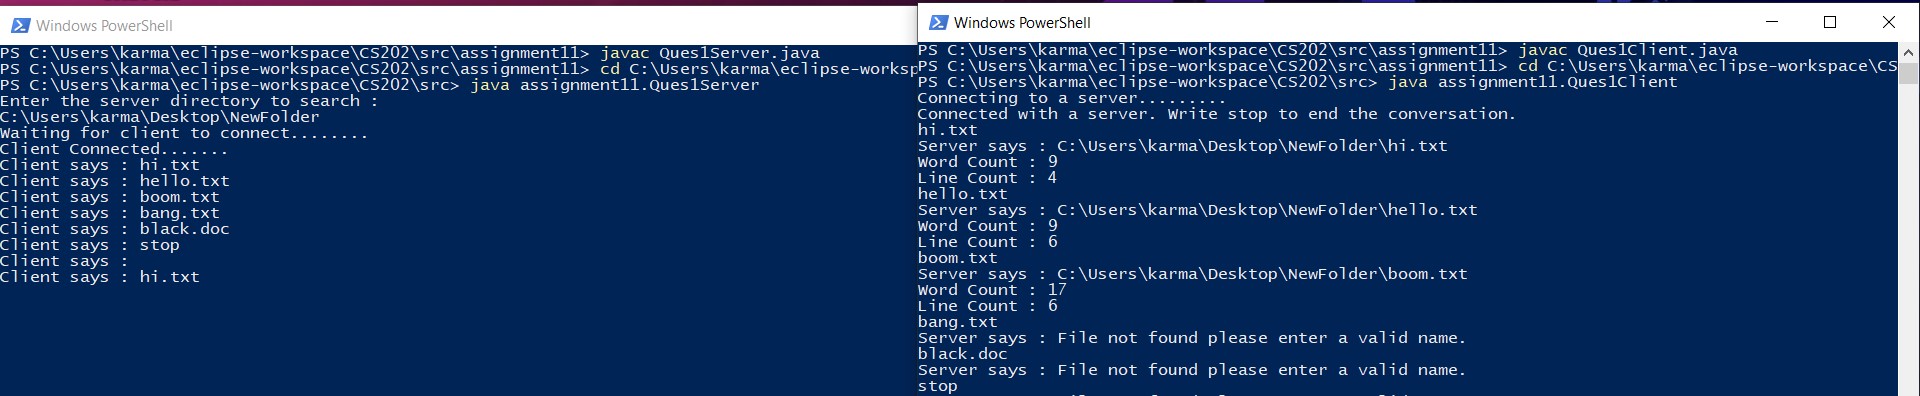 Windows PowerShell
PS C:\Users\karma\eclipse-workspace\CS202\src\assignment11> javac Ques1Server.java
PS C:\Users\karma\eclipse-workspace\CS202\src\assignment11> cd C:\Users\karma\eclipse-worksp
PS C:\Users\karma\eclipse-workspace\CS202\src> java assignment11.Ques1Server
Enter the server directory to search :
C:\Users\karma\Desktop\NewFolder
Waiting for client to connect........
Client Connected.......
Client says : hi.txt
Client says : hello.txt
Client says : boom.txt
Client says : bang.txt
Client says : black.doc
Client says : stop
Client says :
Client says : hi.txt
Windows PowerShell
PS C:\Users\karma\eclipse-workspace\CS202\src\assignment11> javac Ques1Client.java
PS C:\Users\karma\eclipse-workspace\CS202\src\assignment11> cd C:\Users\karma\eclipse-workspace\CS
PS C:\Users\karma\eclipse-workspace\CS202\src> java assignment11.Ques1Client
Connecting to a server.........
Connected with a server. Write stop to end the conversation.
hi.txt
Server says : C:\Users\karma\Desktop\NewFolder\hi.txt
Word Count : 9
Line Count : 4
hello.txt
Server says : C:\Users\karma\Desktop\NewFolder\hello.txt
Word Count : 9
Line Count : 6
boom.txt
Server says : C:\Users\karma\Desktop\NewFolder\boom.txt
Word Count : 17
Line Count : 6
bang.txt
Server says : File not found please enter a valid name.
black.doc
Server says : File not found please enter a valid name.
stop